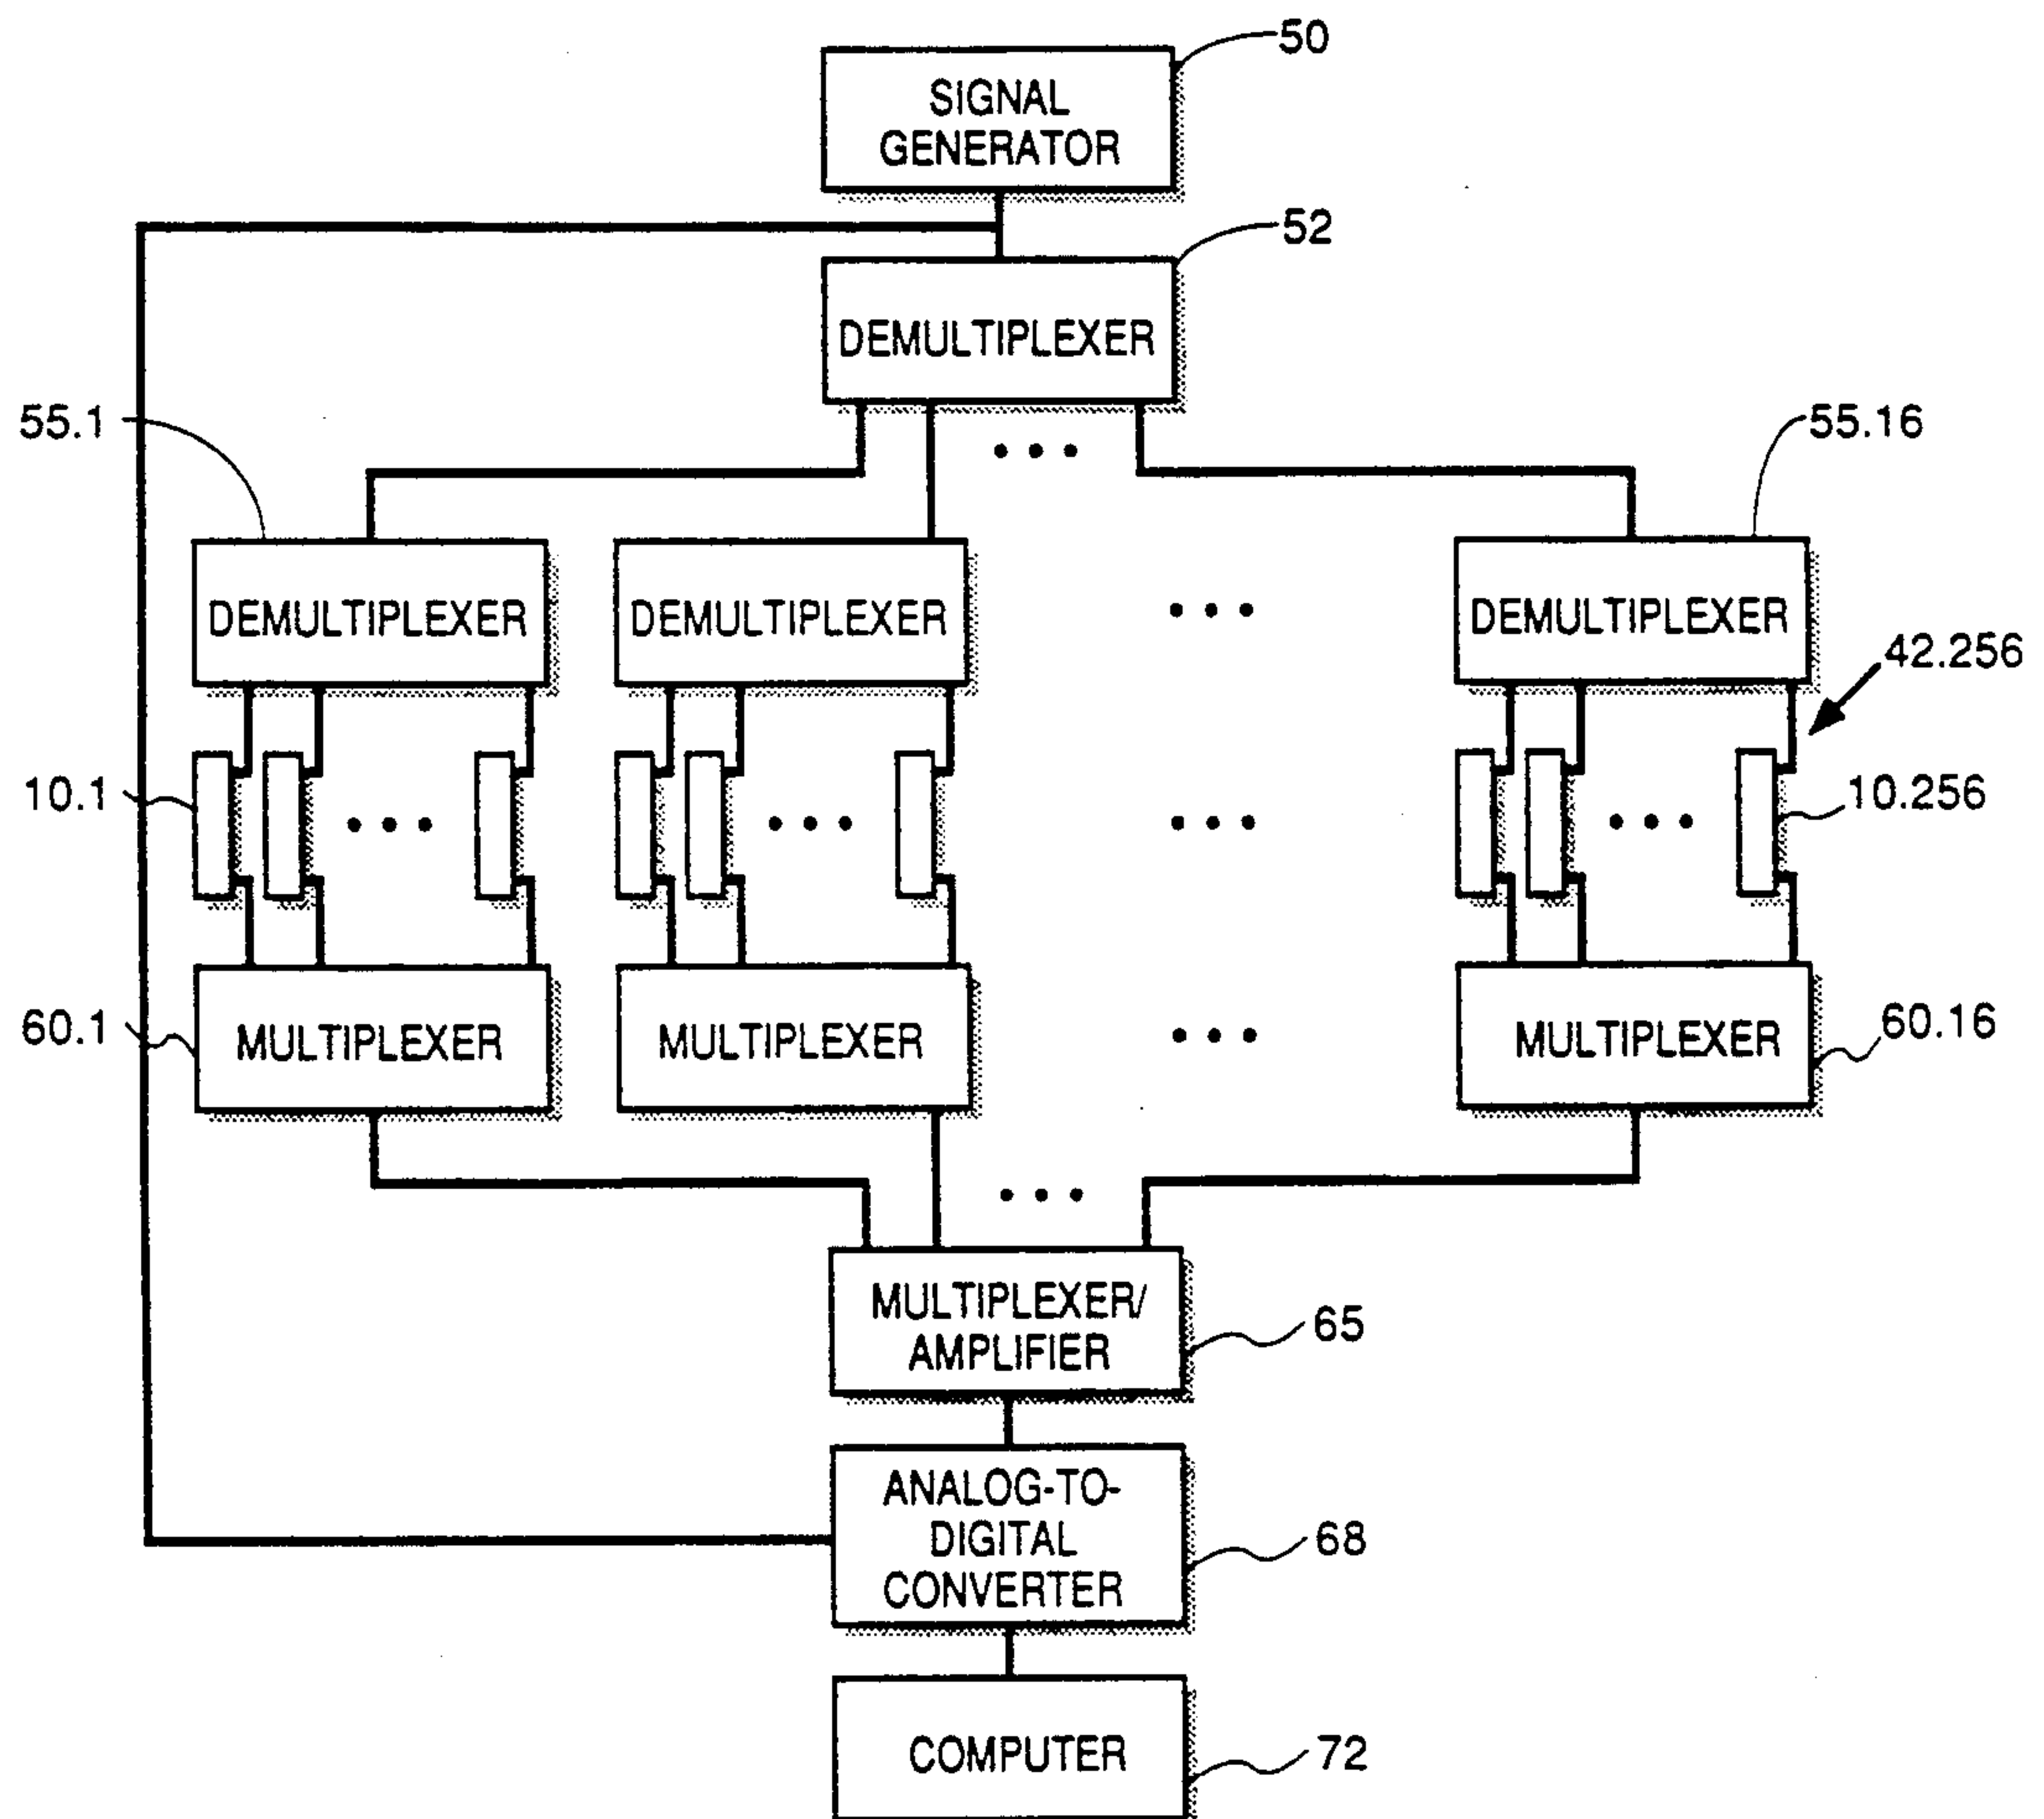 50
SIGNAL
GENERATOR
52
DEMULTIPLEXER
55.1
55.16
DEMULTIPLEXER
DEMULTIPLEXER
DEMULTIPLEXER
42.256
10.1
10.256
60.1
MULTIPLEXER
MULTIPLEXER
MULTIPLEXER
60.16
MULTIPLEXER/
AMPLIFIER
65
ANALOG-TO-
DIGITAL
CONVERTER
68
COMPUTER
72